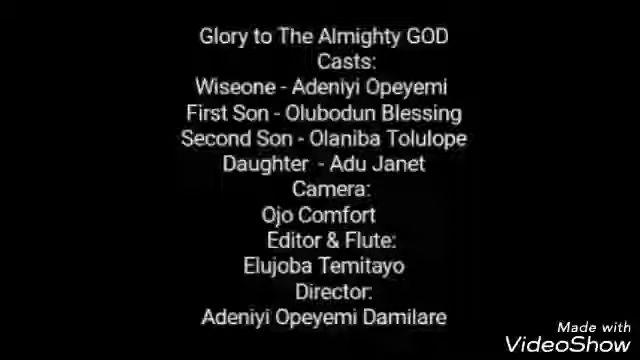 Glory to The Almighty GOD
Casts:
Wiseone - Adeniyi Opeyemi
First Son - Olubodun Blessing
Second Son - Olaniba Tolulope
Daughter - Adu Janet
Camera:
Ojo Comfort
Editor & Flute:
Elujoba Temitayo
Director:
Adeniyi Opeyemi Damilare
Made with
VideoShow